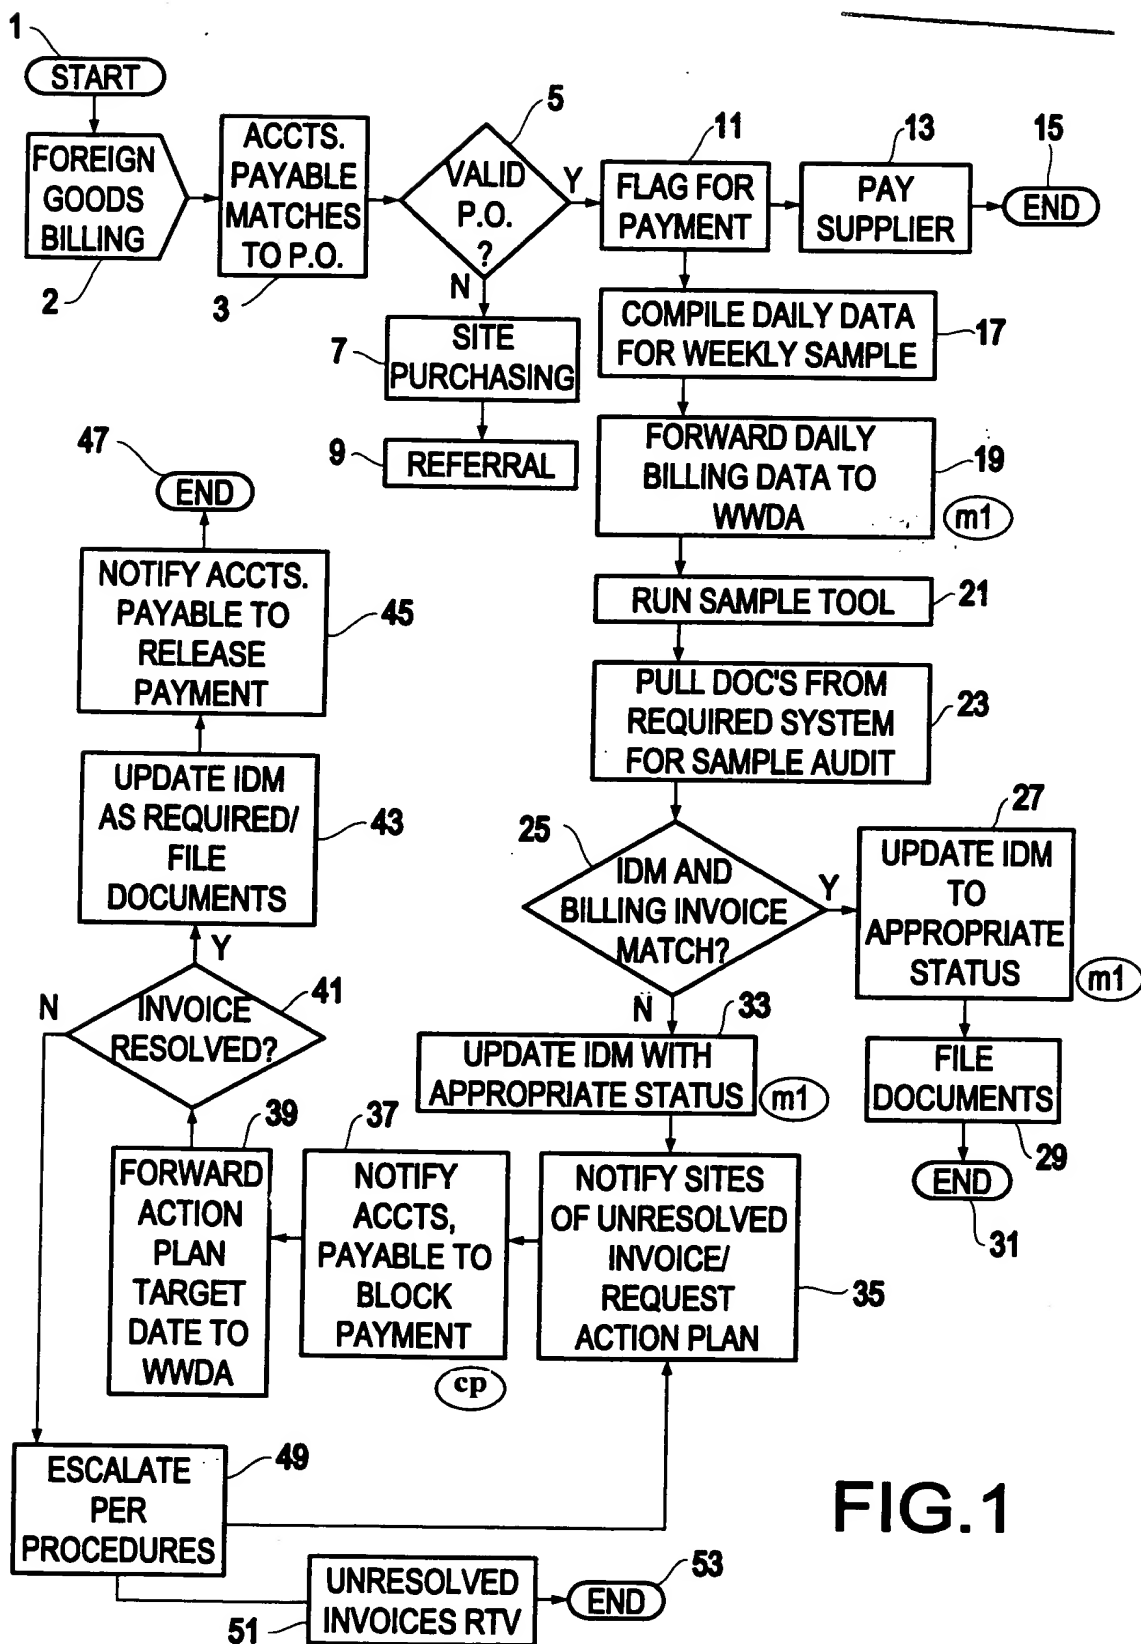 1
START
FOREIGN
GOODS
BILLING
2
ACCTS.
PAYABLE
MATCHES
TO P.O.
3
5
VALID
P.O.
?
Y
N
11
FLAG FOR
PAYMENT
13
PAY
SUPPLIER
15
END
7
SITE
PURCHASING
9
REFERRAL
COMPILE DAILY DATA
FOR WEEKLY SAMPLE
17
FORWARD DAILY
BILLING DATA TO
WWDA
19
m1
RUN SAMPLE TOOL
21
PULL DOC'S FROM
REQUIRED SYSTEM
FOR SAMPLE AUDIT
23
25
IDM AND
BILLING INVOICE
MATCH?
Y
N
27
UPDATE IDM
TO
APPROPRIATE
STATUS
m1
FILE
DOCUMENTS
29
END
31
33
UPDATE IDM WITH
APPROPRIATE STATUS
m1
NOTIFY SITES
OF UNRESOLVED
INVOICE/
REQUEST
ACTION PLAN
35
37
NOTIFY
ACCTS,
PAYABLE TO
BLOCK
PAYMENT
cp
39
FORWARD
ACTION
PLAN
TARGET
DATE TO
WWDA
INVOICE
RESOLVED?
41
Y
N
UPDATE IDM
AS REQUIRED/
FILE
DOCUMENTS
43
NOTIFY ACCTS.
PAYABLE TO
RELEASE
PAYMENT
45
47
END
ESCALATE
PER
PROCEDURES
49
UNRESOLVED
INVOICES RTV
51
END
53
FIG.1